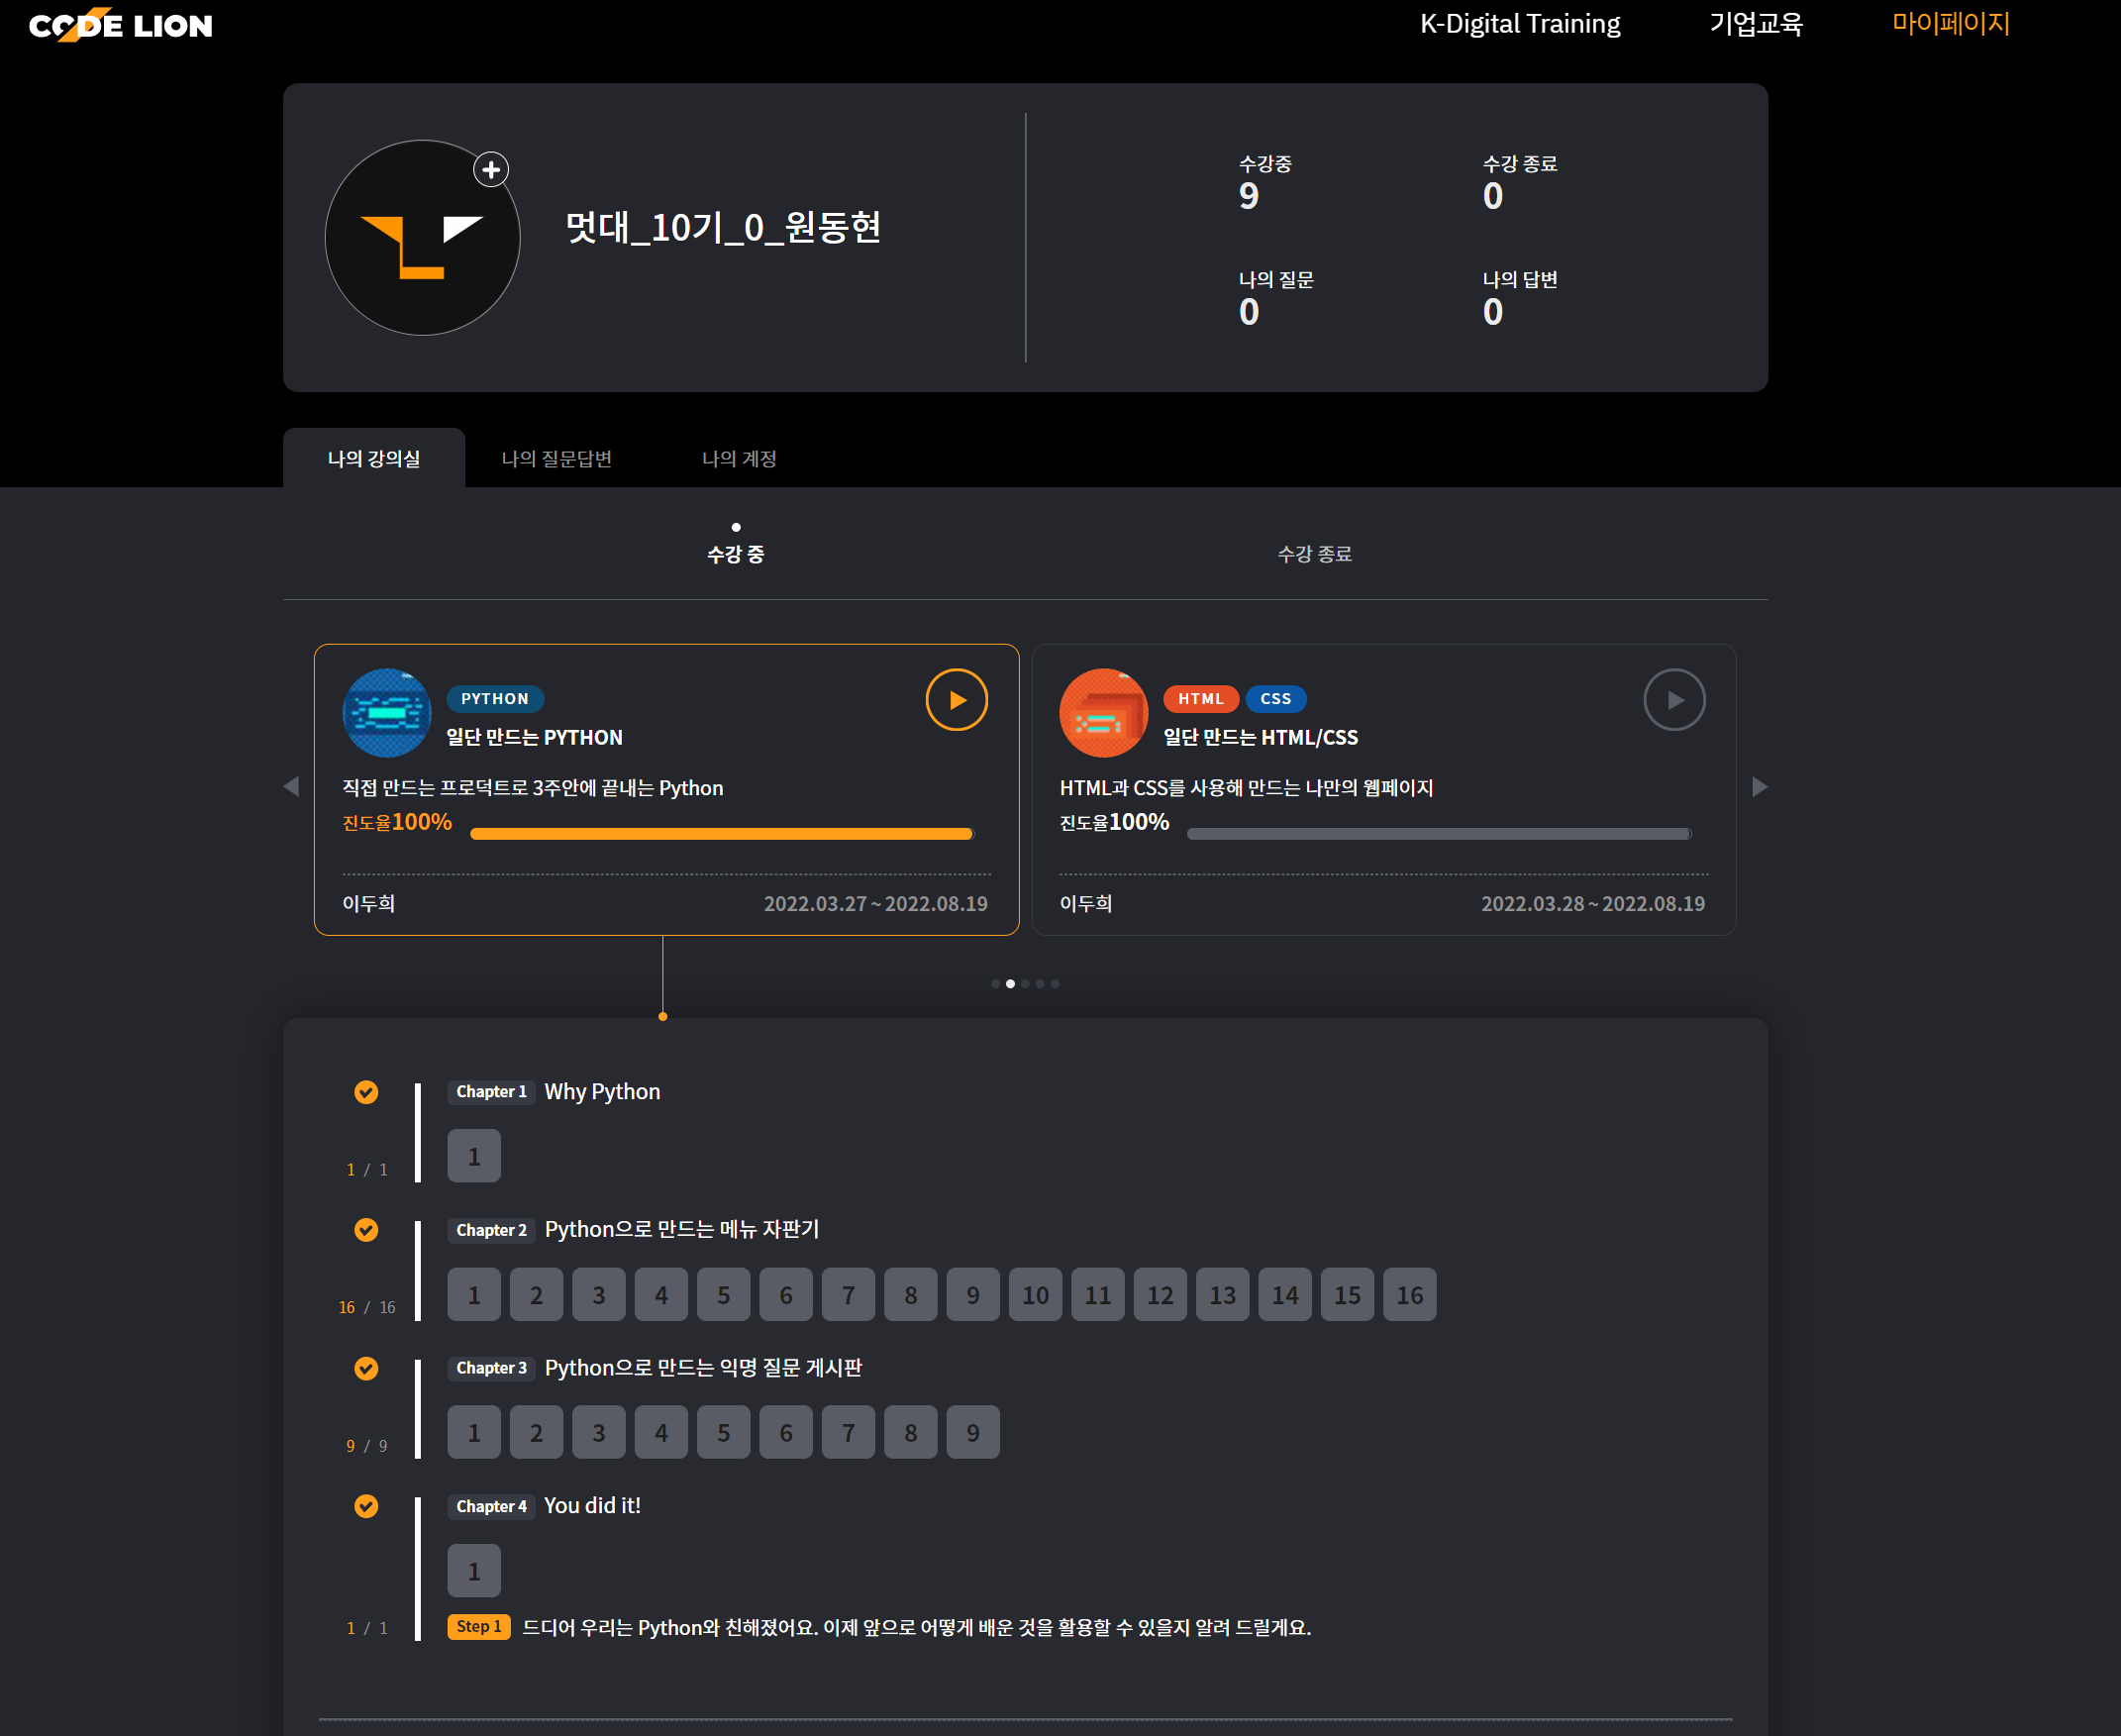 CODE LION
K-Digital Training 기업교육 마이페이지
멋대_10기_0_원동현
수강중 수강 종료
9 0
나의 질문 나의 답변
0 0
나의 강의실 나의 질문답변 나의 계정
수강 중 수강 종료
PYTHON
일단 만드는 PYTHON
직접 만드는 프로덕트로 3주안에 끝내는 Python
진도율100%
이두희 2022.03.27 ~ 2022.08.19
HTML CSS
일단 만드는 HTML/CSS
HTML과 CSS를 사용해 만드는 나만의 웹페이지
진도율100%
이두희 2022.03.28 ~ 2022.08.19
Chapter 1 Why Python
1
1 / 1
Chapter 2 Python으로 만드는 메뉴 자판기
1 2 3 4 5 6 7 8 9 10 11 12 13 14 15 16
16 / 16
Chapter 3 Python으로 만드는 익명 질문 게시판
1 2 3 4 5 6 7 8 9
9 / 9
Chapter 4 You did it!
1
1 / 1 Step 1 드디어 우리는 Python와 친해졌어요. 이제 앞으로 어떻게 배운 것을 활용할 수 있을지 알려 드릴게요.